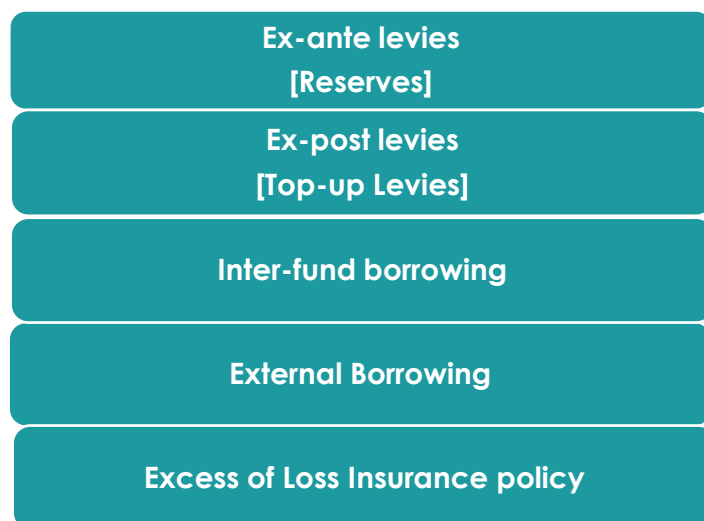 Ex-ante levies
[Reserves]
Ex-post levies
[Top-up Levies]
Inter-fund borrowing
External Borrowing
Excess of Loss Insurance policy